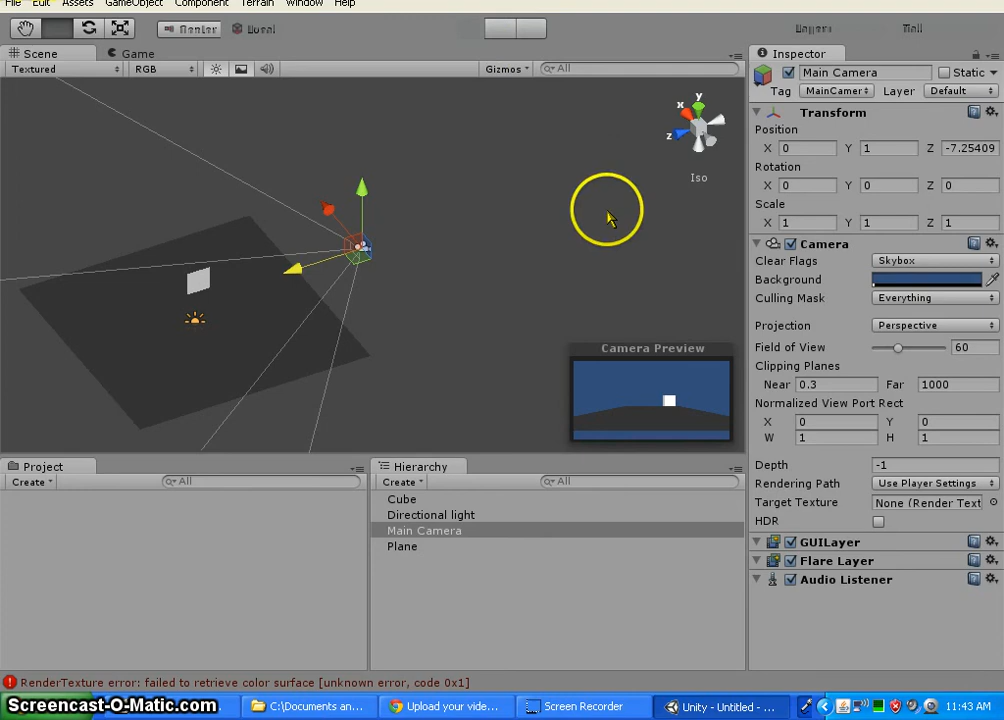 File Edit Assets GameObject Component Terrain Window Help
Scene Game
Textured RGB Gizmos All
y
x
z
Iso
Camera Preview
Project
Create All
Hierarchy
Create All
Cube
Directional light
Main Camera
Plane
Inspector
Main Camera Static
Tag MainCamer Layer Default
Transform
Position
X 0 Y 1 Z -7.25409
Rotation
X 0 Y 0 Z 0
Scale
X 1 Y 1 Z 1
Camera
Clear Flags Skybox
Background
Culling Mask Everything
Projection Perspective
Field of View 60
Clipping Planes
Near 0.3 Far 1000
Normalized View Port Rect
X 0 Y 0
W 1 H 1
Depth -1
Rendering Path Use Player Settings
Target Texture None (Render Text
HDR
GUILayer
Flare Layer
Audio Listener
RenderTexture error: failed to retrieve color surface [unknown error, code 0x1]
Screencast-O-Matic.com C:\Documents an... Upload your vide... Screen Recorder Unity - Untitled - ... 11:43 AM